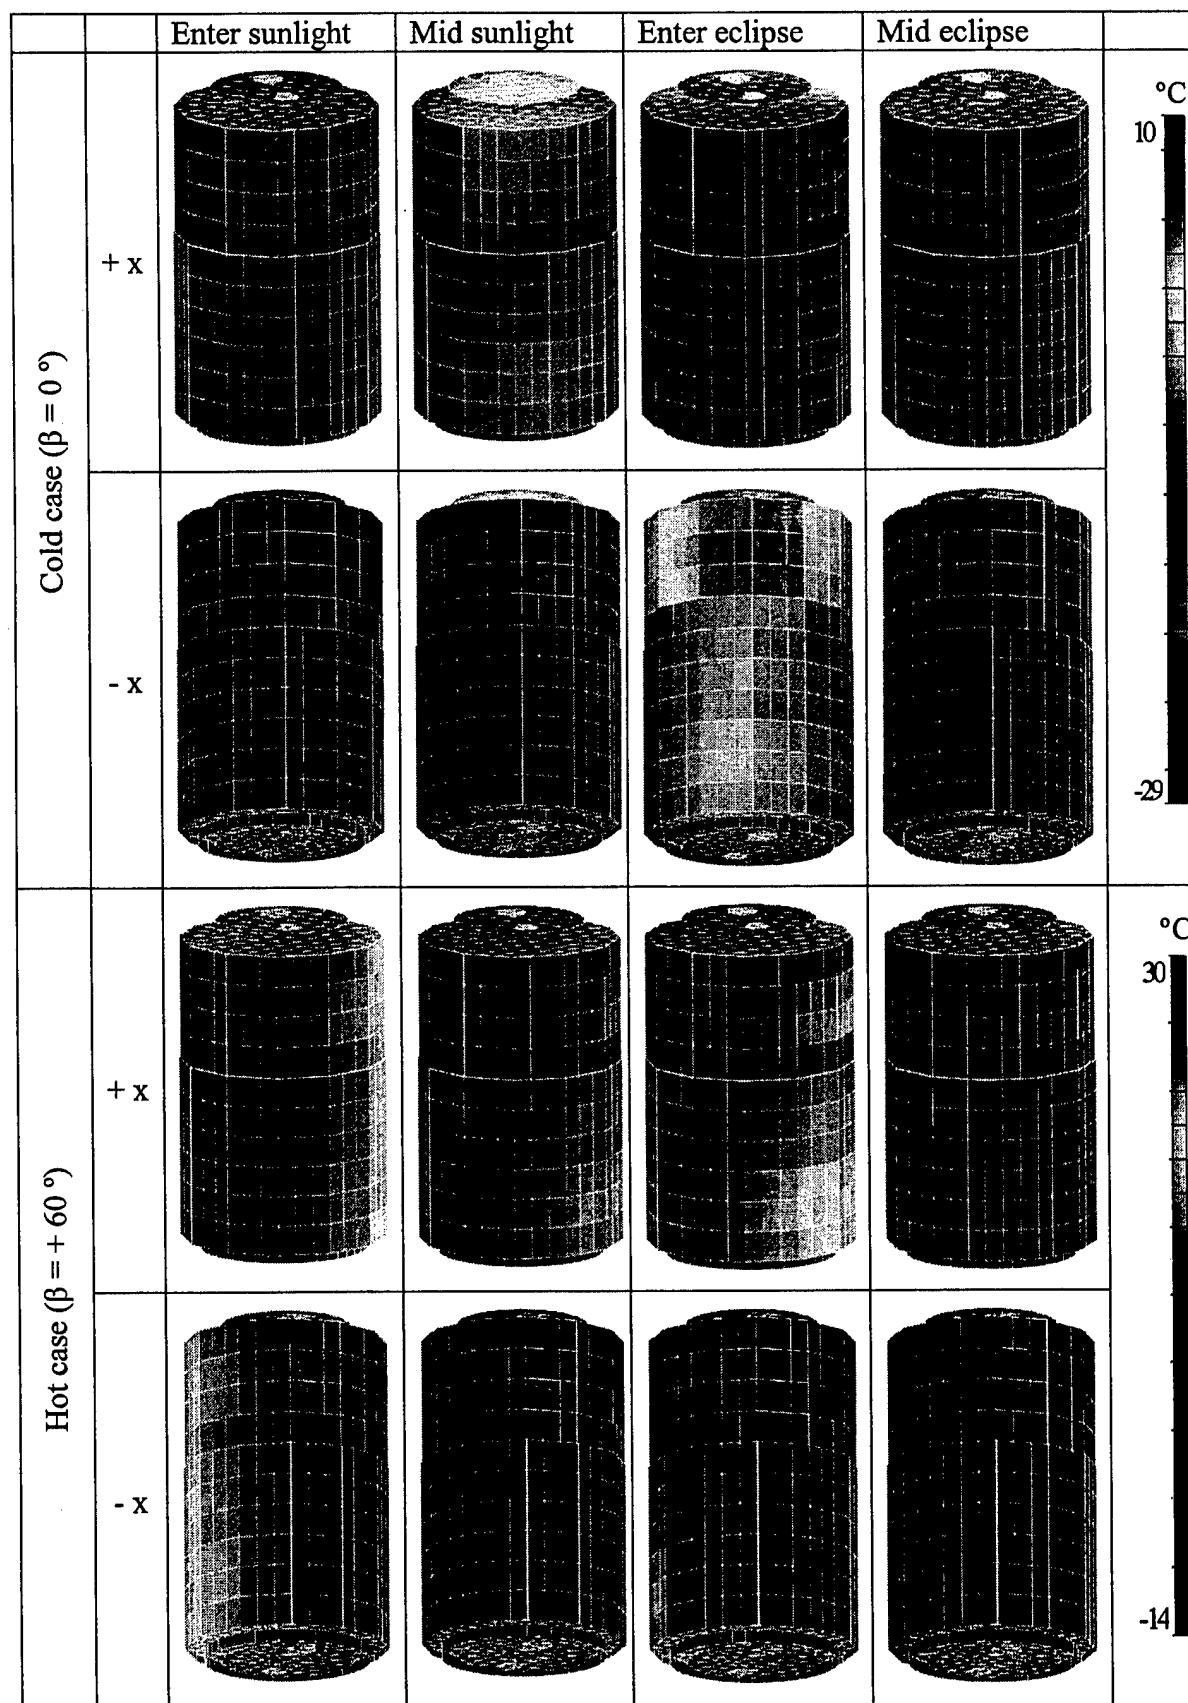 Enter sunlight Mid sunlight Enter eclipse Mid eclipse
°C
10
-29
Cold case (β = 0 °)
+ x
- x
°C
30
-14
Hot case (β = + 60 °)
+ x
- x